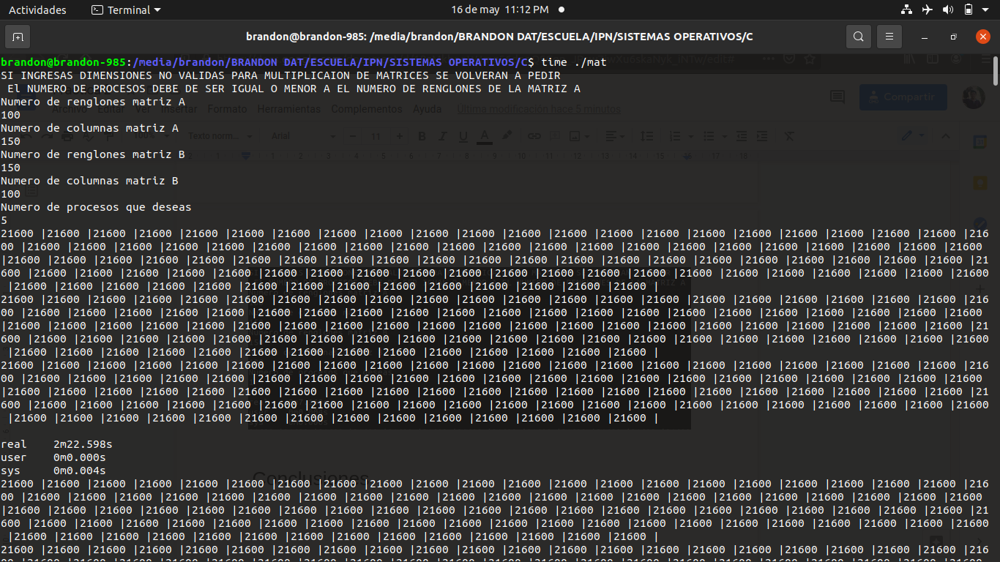 Actividades Terminal 16 de may 11:12 PM
brandon@brandon-985: /media/brandon/BRANDON DAT/ESCUELA/IPN/SISTEMAS OPERATIVOS/C
brandon@brandon-985:/media/brandon/BRANDON DAT/ESCUELA/IPN/SISTEMAS OPERATIVOS/C$ time ./mat
SI INGRESAS DIMENSIONES NO VALIDAS PARA MULTIPLICAION DE MATRICES SE VOLVERAN A PEDIR
El NUMERO DE PROCESOS DEBE DE SER IGUAL O MENOR A EL NUMERO DE RENGLONES DE LA MATRIZ A
Numero de renglones matriz A
Archivo Editar Ver Insertar Formato Herramientas Complementos Ayuda Última modificación hace 5 minutos
Compartir
100
Numero de columnas matriz A
150
Texto norm... Arial 11
Numero de renglones matriz B
150
Numero de columnas matriz B
100
Numero de procesos que deseas
5
21600 |21600 |21600 |21600 |21600 |21600 |21600 |21600 |21600 |21600 |21600 |21600 |21600 |21600 |21600 |21600 |21600 |21600 |21600 |21600 |21600 |216
00 |21600 |21600 |21600 |21600 |21600 |21600 |21600 |21600 |21600 |21600 |21600 |21600 |21600 |21600 |21600 |21600 |21600 |21600 |21600 |21600 |21600
|21600 |21600 |21600 |21600 |21600 |21600 |21600 |21600 |21600 |21600 |21600 |21600 |21600 |21600 |21600 |21600 |21600 |21600 |21600 |21600 |21600 |21
600 |21600 |21600 |21600 |21600 |21600 |21600 |21600 |21600 |21600 |21600 |21600 |21600 |21600 |21600 |21600 |21600 |21600 |21600 |21600 |21600 |21600
|21600 |21600 |21600 |21600 |21600 |21600 |21600 |21600 |21600 |21600 |21600 |21600 |21600 |21600 |
21600 |21600 |21600 |21600 |21600 |21600 |21600 |21600 |21600 |21600 |21600 |21600 |21600 |21600 |21600 |21600 |21600 |21600 |21600 |21600 |21600 |216
00 |21600 |21600 |21600 |21600 |21600 |21600 |21600 |21600 |21600 |21600 |21600 |21600 |21600 |21600 |21600 |21600 |21600 |21600 |21600 |21600 |21600
|21600 |21600 |21600 |21600 |21600 |21600 |21600 |21600 |21600 |21600 |21600 |21600 |21600 |21600 |21600 |21600 |21600 |21600 |21600 |21600 |21600 |21
600 |21600 |21600 |21600 |21600 |21600 |21600 |21600 |21600 |21600 |21600 |21600 |21600 |21600 |21600 |21600 |21600 |21600 |21600 |21600 |21600 |21600
|21600 |21600 |21600 |21600 |21600 |21600 |21600 |21600 |21600 |21600 |21600 |21600 |21600 |21600 |
21600 |21600 |21600 |21600 |21600 |21600 |21600 |21600 |21600 |21600 |21600 |21600 |21600 |21600 |21600 |21600 |21600 |21600 |21600 |21600 |21600 |216
00 |21600 |21600 |21600 |21600 |21600 |21600 |21600 |21600 |21600 |21600 |21600 |21600 |21600 |21600 |21600 |21600 |21600 |21600 |21600 |21600 |21600
|21600 |21600 |21600 |21600 |21600 |21600 |21600 |21600 |21600 |21600 |21600 |21600 |21600 |21600 |21600 |21600 |21600 |21600 |21600 |21600 |21600 |21
600 |21600 |21600 |21600 |21600 |21600 |21600 |21600 |21600 |21600 |21600 |21600 |21600 |21600 |21600 |21600 |21600 |21600 |21600 |21600 |21600 |21600
|21600 |21600 |21600 |21600 |21600 |21600 |21600 |21600 |21600 |21600 |21600 |21600 |21600 |21600 |
real 2m22.598s
user 0m0.000s
sys 0m0.004s
Conclusiones
21600 |21600 |21600 |21600 |21600 |21600 |21600 |21600 |21600 |21600 |21600 |21600 |21600 |21600 |21600 |21600 |21600 |21600 |21600 |21600 |21600 |216
00 |21600 |21600 |21600 |21600 |21600 |21600 |21600 |21600 |21600 |21600 |21600 |21600 |21600 |21600 |21600 |21600 |21600 |21600 |21600 |21600 |21600
|21600 |21600 |21600 |21600 |21600 |21600 |21600 |21600 |21600 |21600 |21600 |21600 |21600 |21600 |21600 |21600 |21600 |21600 |21600 |21600 |21600 |21
600 |21600 |21600 |21600 |21600 |21600 |21600 |21600 |21600 |21600 |21600 |21600 |21600 |21600 |21600 |21600 |21600 |21600 |21600 |21600 |21600 |21600
|21600 |21600 |21600 |21600 |21600 |21600 |21600 |21600 |21600 |21600 |21600 |21600 |21600 |21600 |
21600 |21600 |21600 |21600 |21600 |21600 |21600 |21600 |21600 |21600 |21600 |21600 |21600 |21600 |21600 |21600 |21600 |21600 |21600 |21600 |21600 |216